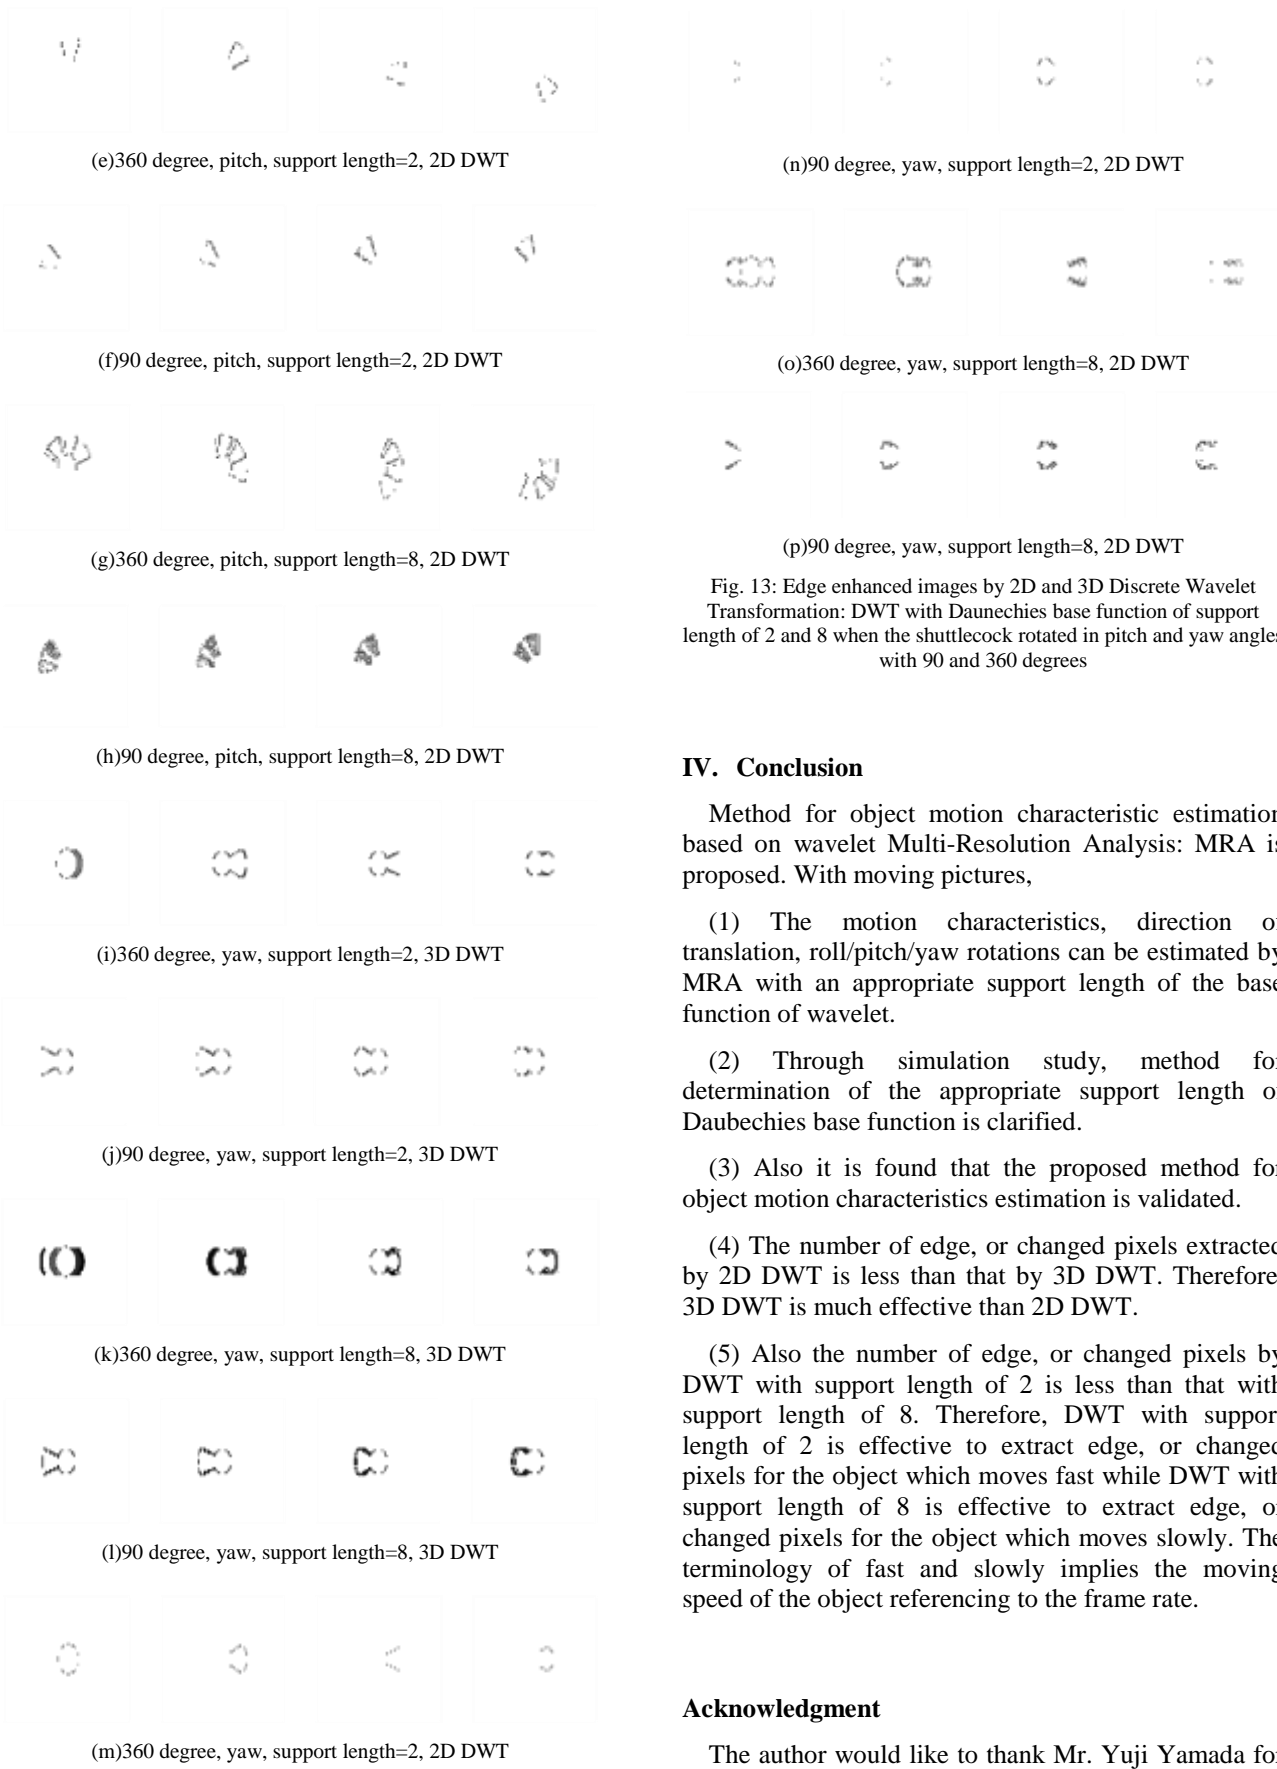 (e)360 degree, pitch, support length=2, 2D DWT
(f)90 degree, pitch, support length=2, 2D DWT
(g)360 degree, pitch, support length=8, 2D DWT
(h)90 degree, pitch, support length=8, 2D DWT
(i)360 degree, yaw, support length=2, 3D DWT
(j)90 degree, yaw, support length=2, 3D DWT
(k)360 degree, yaw, support length=8, 3D DWT
(l)90 degree, yaw, support length=8, 3D DWT
(m)360 degree, yaw, support length=2, 2D DWT
(n)90 degree, yaw, support length=2, 2D DWT
(o)360 degree, yaw, support length=8, 2D DWT
(p)90 degree, yaw, support length=8, 2D DWT
Fig. 13: Edge enhanced images by 2D and 3D Discrete Wavelet
Transformation: DWT with Daunechies base function of support
length of 2 and 8 when the shuttlecock rotated in pitch and yaw angles
with 90 and 360 degrees
IV. Conclusion
Method for object motion characteristic estimation
based on wavelet Multi-Resolution Analysis: MRA is
proposed. With moving pictures,
(1) The motion characteristics, direction of
translation, roll/pitch/yaw rotations can be estimated by
MRA with an appropriate support length of the base
function of wavelet.
(2) Through simulation study, method for
determination of the appropriate support length of
Daubechies base function is clarified.
(3) Also it is found that the proposed method for
object motion characteristics estimation is validated.
(4) The number of edge, or changed pixels extracted
by 2D DWT is less than that by 3D DWT. Therefore
3D DWT is much effective than 2D DWT.
(5) Also the number of edge, or changed pixels by
DWT with support length of 2 is less than that with
support length of 8. Therefore, DWT with support
length of 2 is effective to extract edge, or changed
pixels for the object which moves fast while DWT with
support length of 8 is effective to extract edge, or
changed pixels for the object which moves slowly. The
terminology of fast and slowly implies the moving
speed of the object referencing to the frame rate.
Acknowledgment
The author would like to thank Mr. Yuji Yamada for